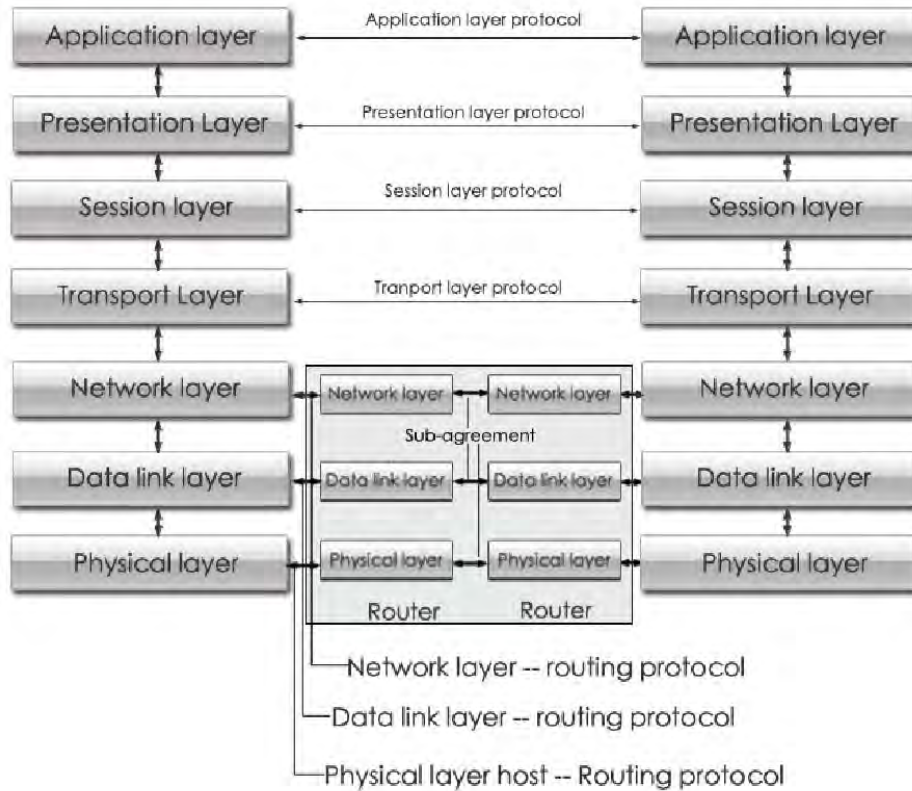 Application layer protocol
Application layer
Application layer
Presentation layer protocol
Presentation Layer
Presentation Layer
Session layer protocol
Session layer
Session layer
Tranport layer protocol
Transport Layer
Transport Layer
Network layer
Network layer
Network layer
Network layer
Sub-agreement
Data link layer
Data link layer
Data link layer
Data link layer
Physical layer
Physical layer
Physical layer
Physical layer
Router
Router
Network layer -- routing protocol
Data link layer -- routing protocol
Physical layer host -- Routing protocol